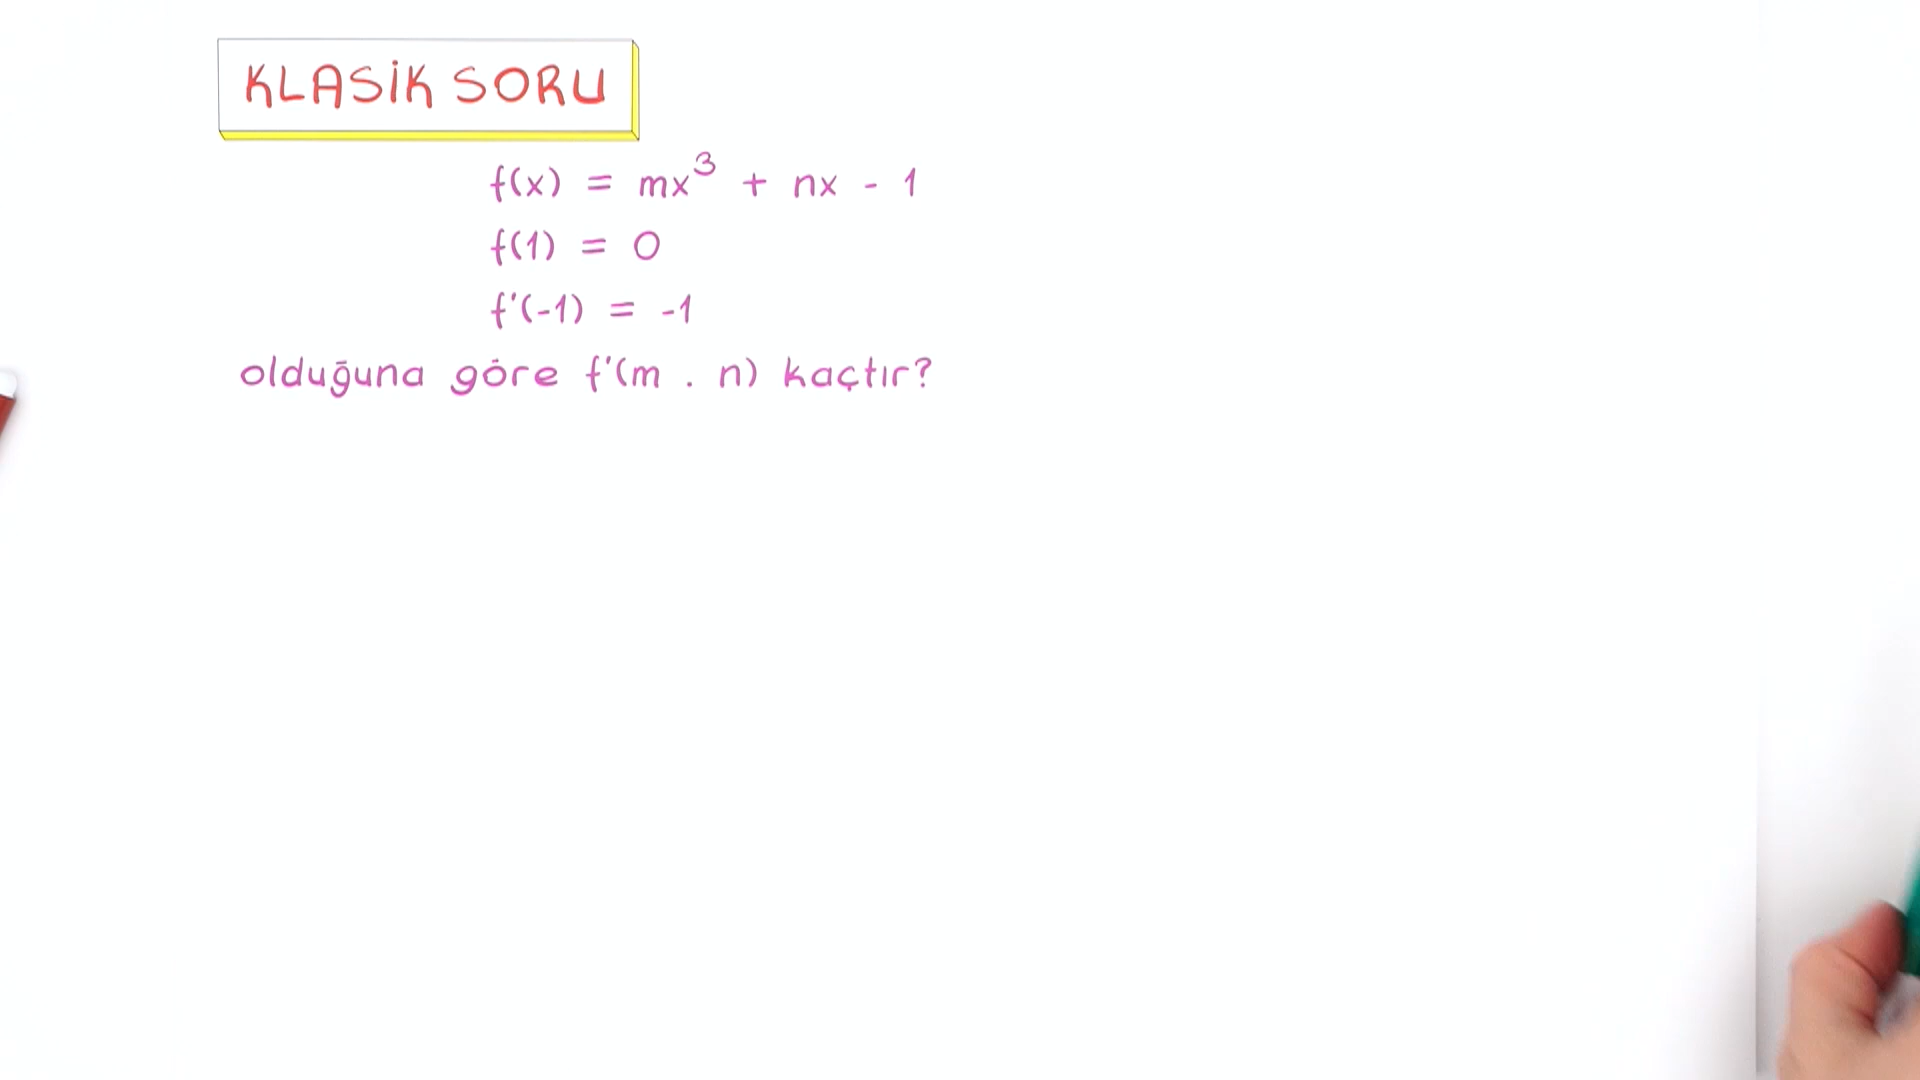 KLASİK SORU
f(x) = mx³ + nx - 1
f(1) = 0
f'(-1) = -1
olduğuna göre f'(m . n) kaçtır?